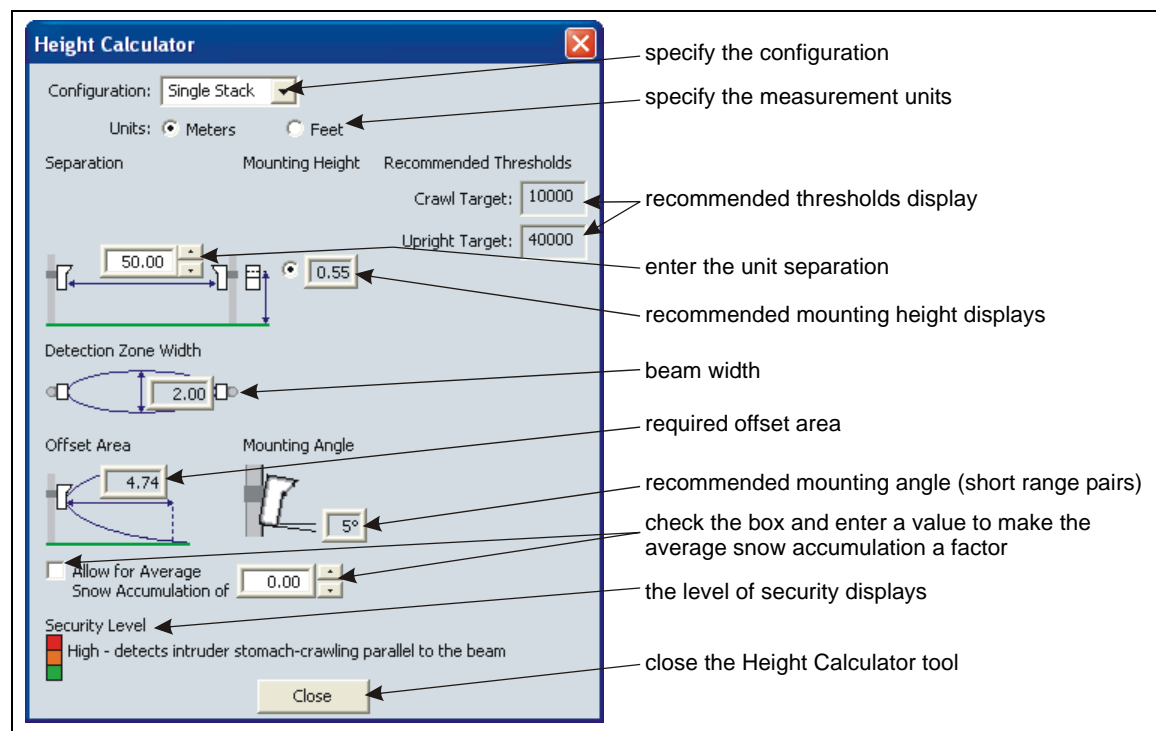 Height Calculator
specify the configuration
Configuration: Single Stack
specify the measurement units
Units: Meters Feet
Separation Mounting Height Recommended Thresholds
Crawl Target: 10000
recommended thresholds display
Upright Target: 40000
50.00
enter the unit separation
0.55
recommended mounting height displays
Detection Zone Width
beam width
2.00
required offset area
Offset Area Mounting Angle
4.74
recommended mounting angle (short range pairs)
5°
check the box and enter a value to make the
average snow accumulation a factor
Allow for Average
Snow Accumulation of 0.00
the level of security displays
Security Level
High - detects intruder stomach-crawling parallel to the beam
close the Height Calculator tool
Close